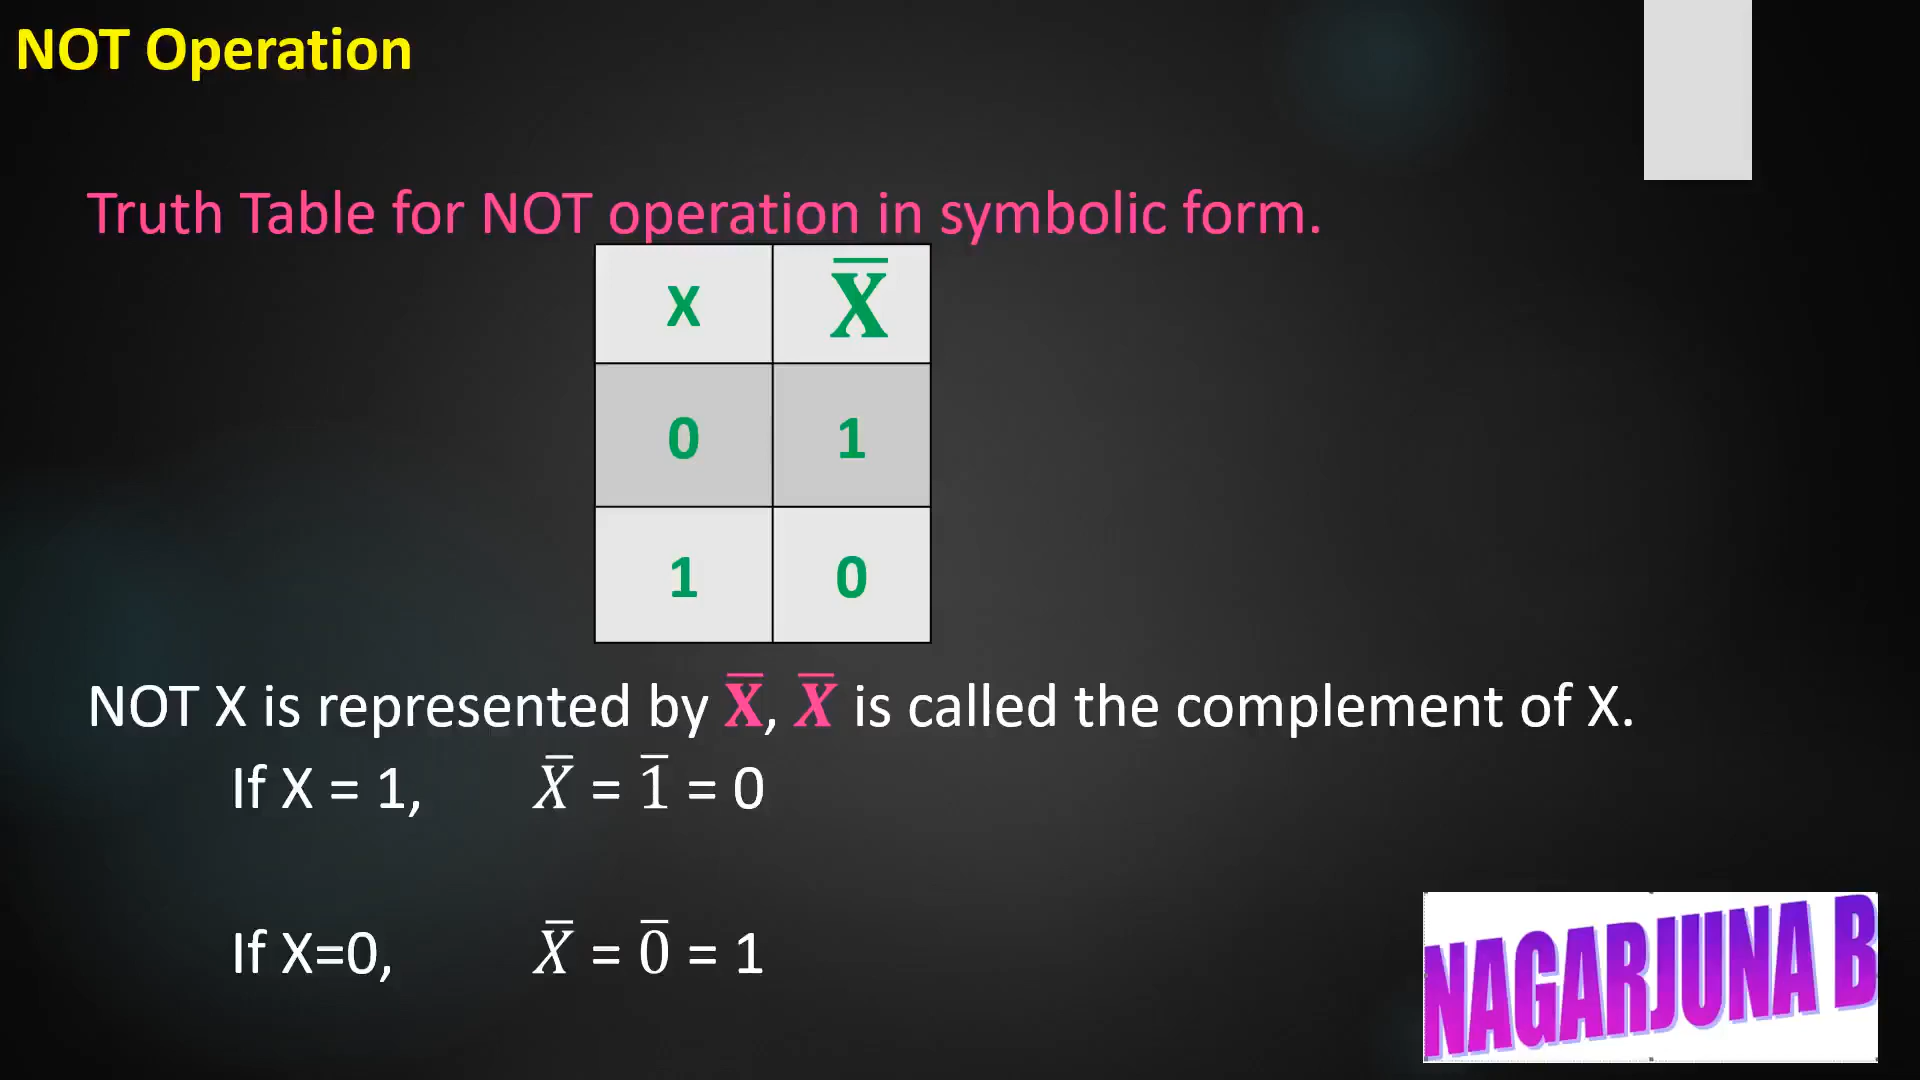 NOT Operation
Truth Table for NOT operation in symbolic form.
X X̅
0 1
1 0
NOT X is represented by X̅, X̅ is called the complement of X.
If X = 1, X̅ = 1̅ = 0
If X=0, X̅ = 0̅ = 1
NAGARJUNA B